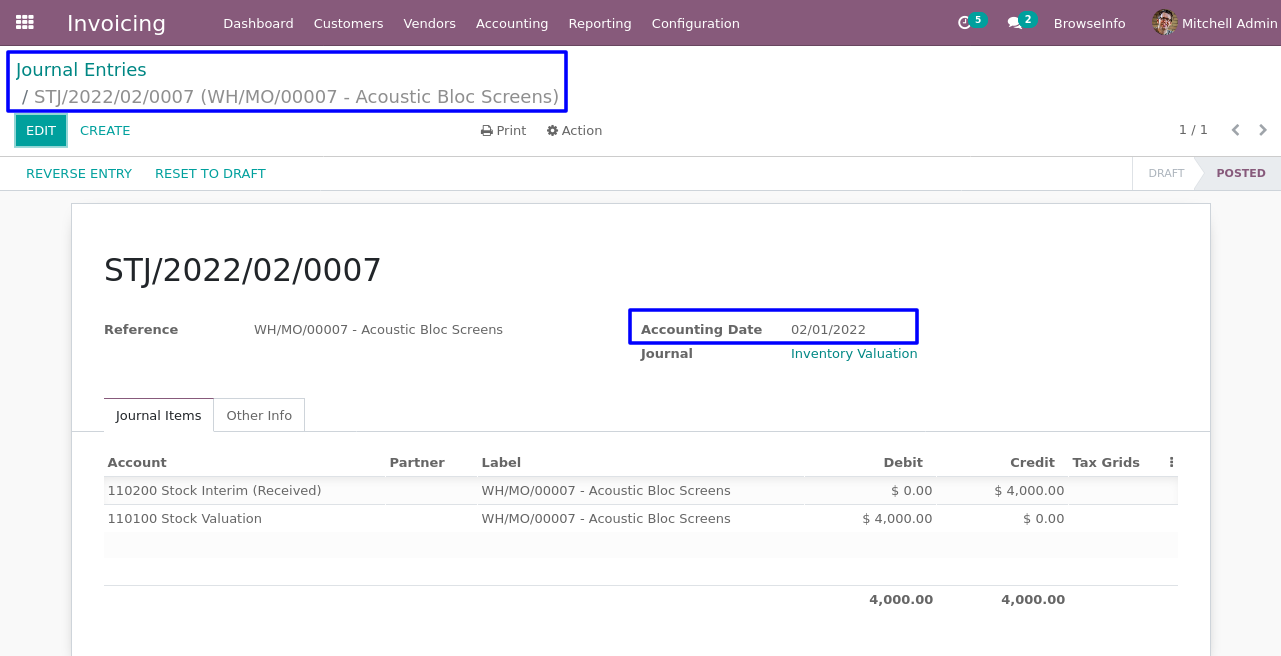 Invoicing Dashboard Customers Vendors Accounting Reporting Configuration 5 2 BrowseInfo Mitchell Admin
Journal Entries
/ STJ/2022/02/0007 (WH/MO/00007 - Acoustic Bloc Screens)
EDIT CREATE Print Action 1 / 1
REVERSE ENTRY RESET TO DRAFT DRAFT POSTED
STJ/2022/02/0007
Reference WH/MO/00007 - Acoustic Bloc Screens Accounting Date 02/01/2022
Journal Inventory Valuation
Journal Items Other Info
Account Partner Label Debit Credit Tax Grids
110200 Stock Interim (Received) WH/MO/00007 - Acoustic Bloc Screens $ 0.00 $ 4,000.00
110100 Stock Valuation WH/MO/00007 - Acoustic Bloc Screens $ 4,000.00 $ 0.00
4,000.00 4,000.00